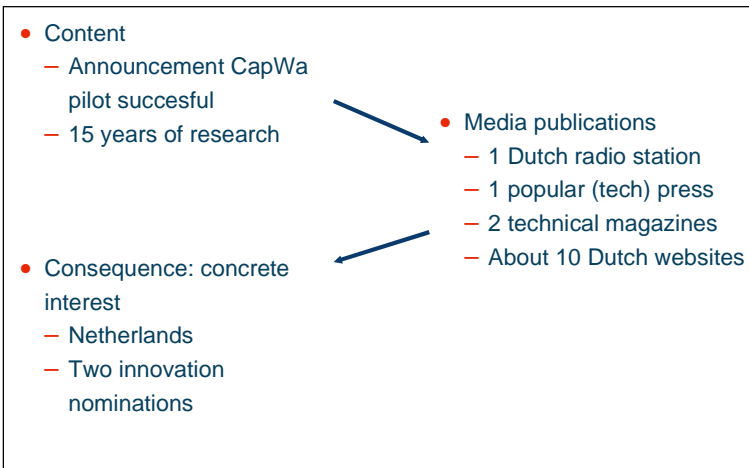 • Content
– Announcement CapWa
pilot succesful
– 15 years of research
• Media publications
– 1 Dutch radio station
– 1 popular (tech) press
– 2 technical magazines
– About 10 Dutch websites
• Consequence: concrete
interest
– Netherlands
– Two innovation
nominations